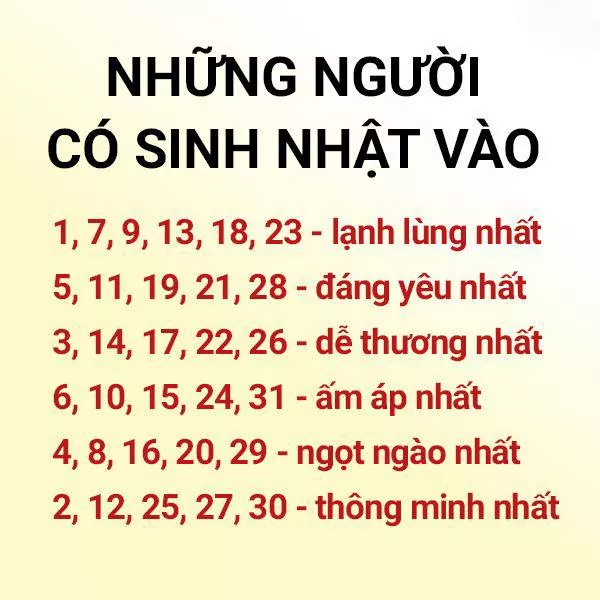 NHỮNG NGƯỜI
CÓ SINH NHẬT VÀO
1, 7, 9, 13, 18, 23 - lạnh lùng nhất
5, 11, 19, 21, 28 - đáng yêu nhất
3, 14, 17, 22, 26 - dễ thương nhất
6, 10, 15, 24, 31 - ấm áp nhất
4, 8, 16, 20, 29 - ngọt ngào nhất
2, 12, 25, 27, 30 - thông minh nhất